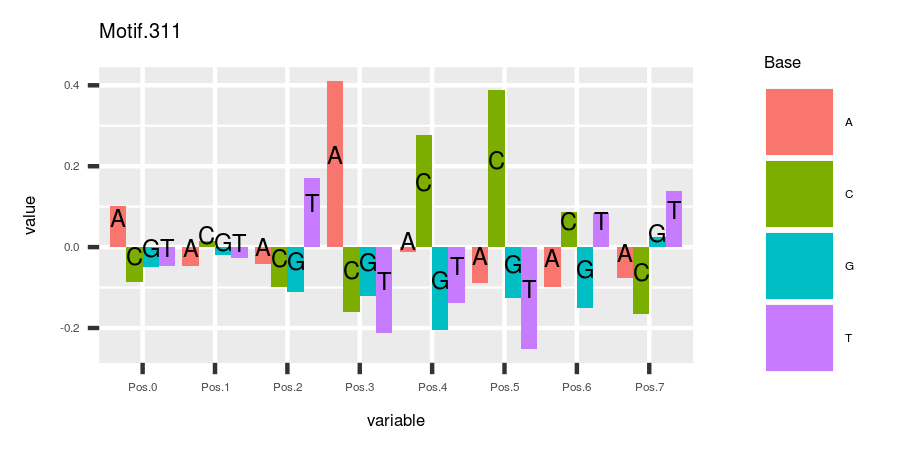 Motif.311
Base
A
C
G
T
value
0.4
0.2
0.0
-0.2
A C G T
A C G T
A C G T
A C G T
A C G T
A C G T
A C G T
A C G T
Pos.0 Pos.1 Pos.2 Pos.3 Pos.4 Pos.5 Pos.6 Pos.7
variable